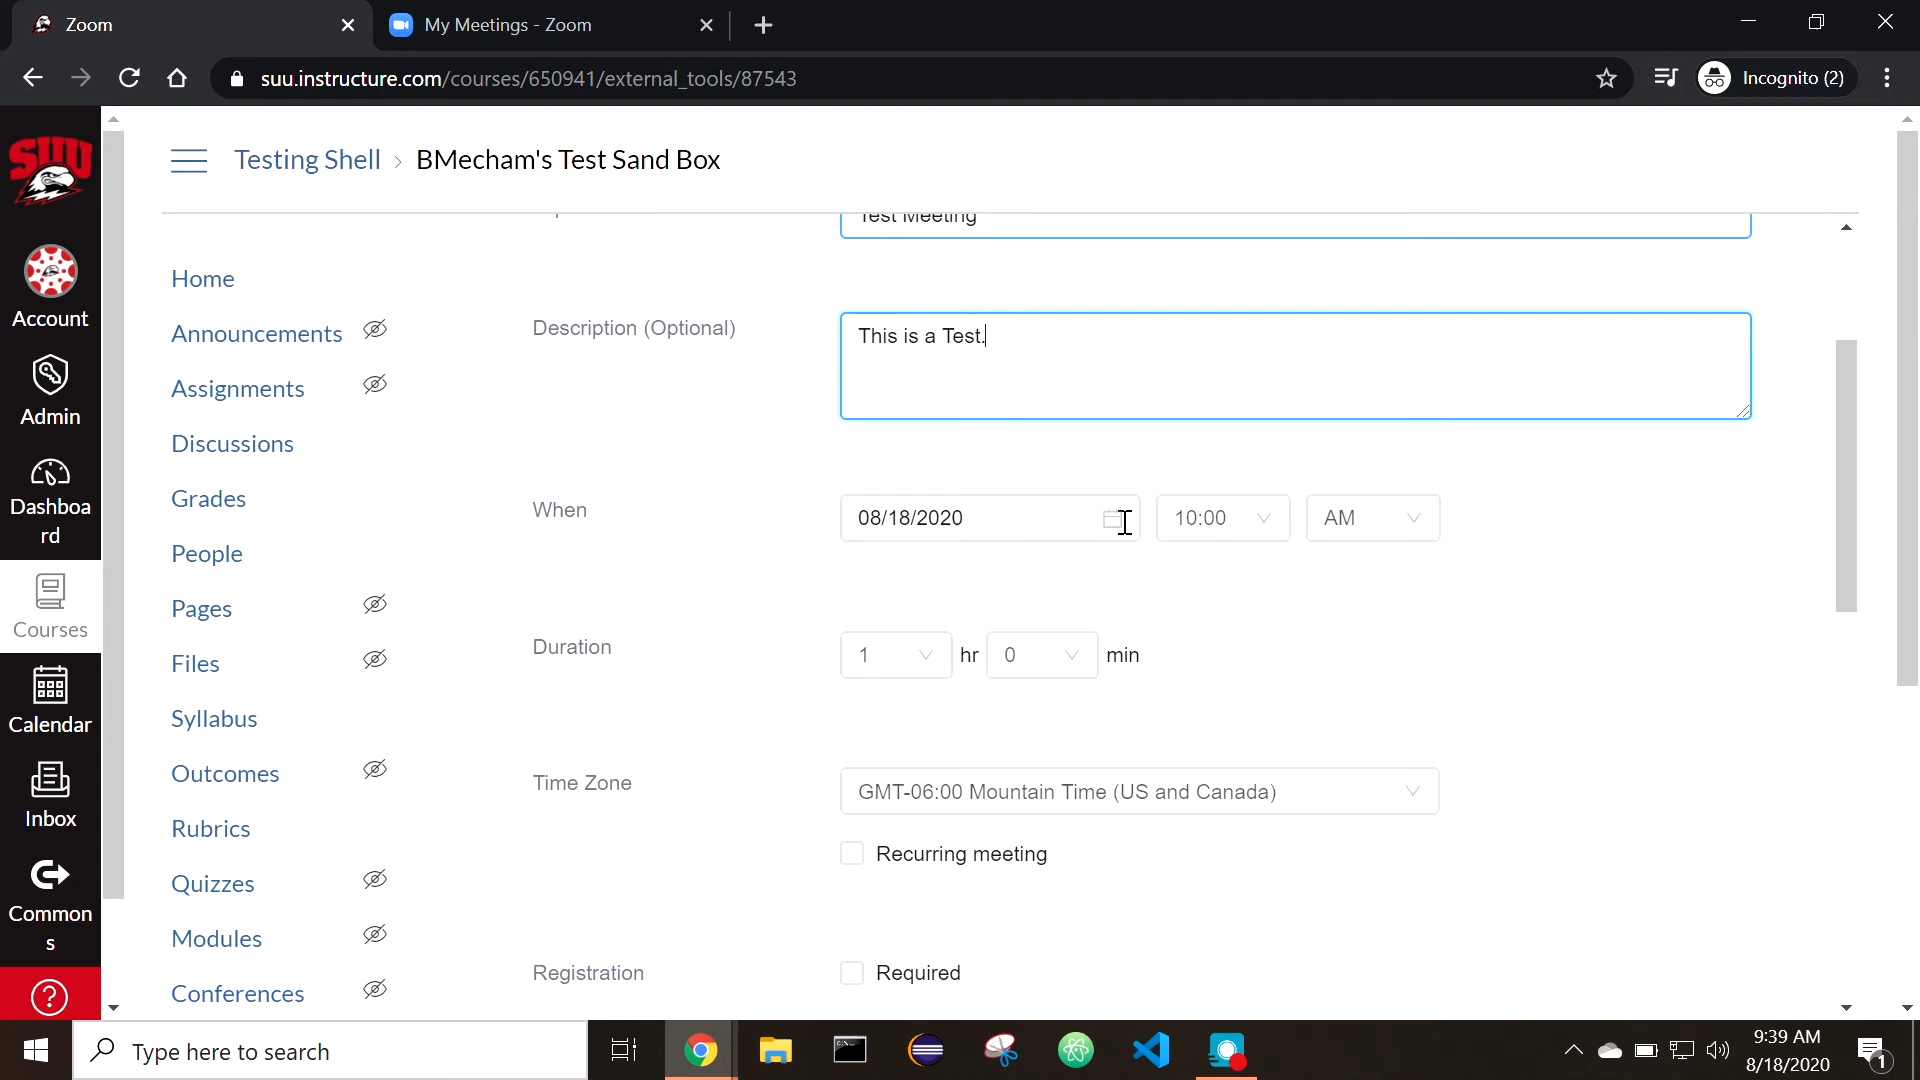 Zoom
My Meetings - Zoom
suu.instructure.com/courses/650941/external_tools/87543
Incognito (2)
SUU
Account
Admin
Dashboa
rd
Courses
Calendar
Inbox
Common
s
Testing Shell › BMecham's Test Sand Box
Home
Announcements
Assignments
Discussions
Grades
People
Pages
Files
Syllabus
Outcomes
Rubrics
Quizzes
Modules
Conferences
Test Meeting
Description (Optional)
This is a Test.
When
08/18/2020
10:00
AM
Duration
1
hr
0
min
Time Zone
GMT-06:00 Mountain Time (US and Canada)
Recurring meeting
Registration
Required
Type here to search
9:39 AM
8/18/2020
1